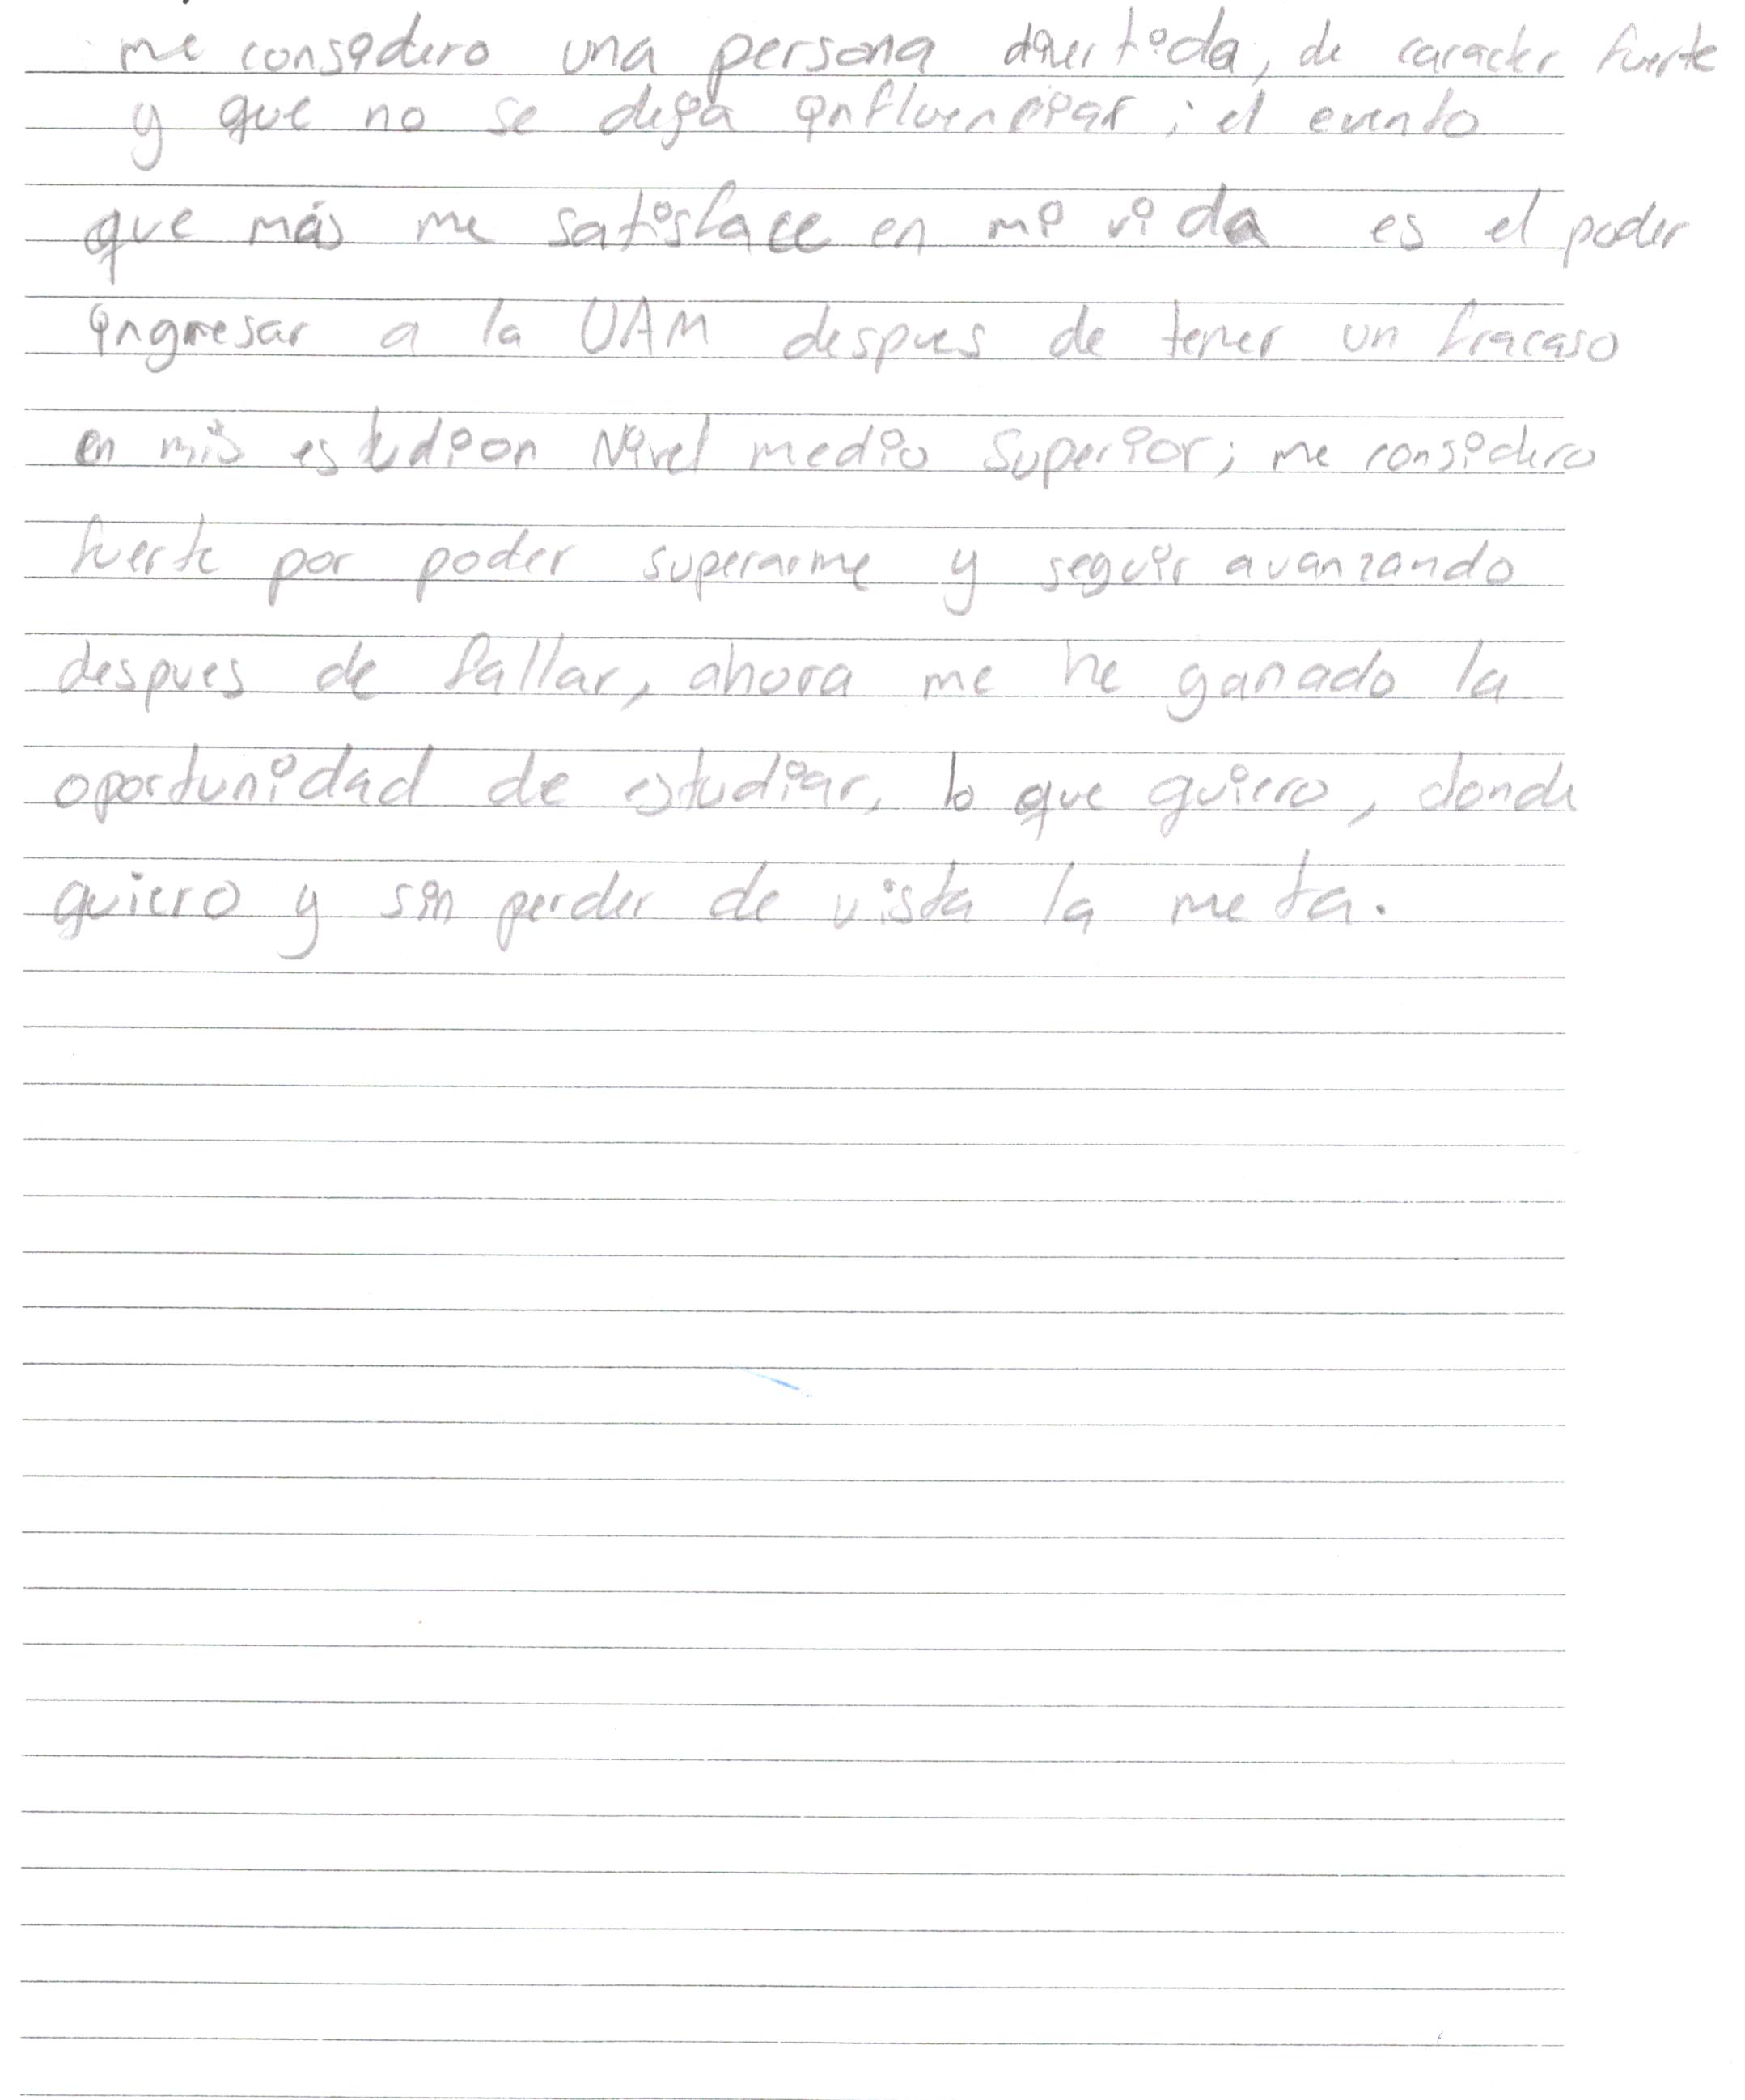 me considero una persona divertida, de caracter fuerte
y que no se deja influenciar; el evento
que más me satisface en mi vida es el poder
ingresar a la UAM despues de tener un fracaso
en mis estudion Nivel medio Superior; me considero
fuerte por poder superarme y seguir avanzando
despues de fallar, ahora me he ganado la
oportunidad de estudiar, lo que quiero, donde
quiero y sin perder de vista la meta.